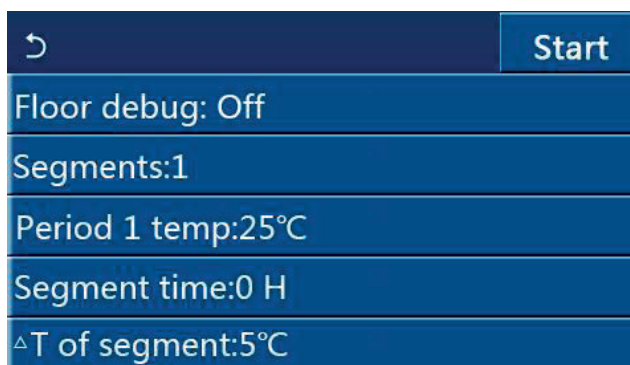 Start
Floor debug: Off
Segments:1
Period 1 temp:25℃
Segment time:0 H
△T of segment:5℃